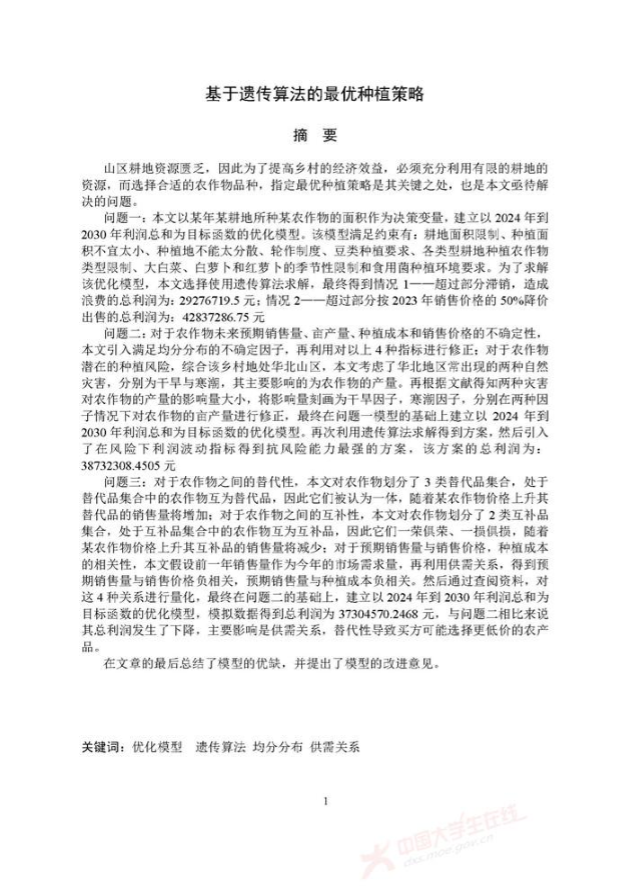 基于遗传算法的最优种植策略
摘 要
山区耕地资源匮乏，因此为了提高乡村的经济效益，必须充分利用有限的耕地的
资源，而选择合适的农作物品种，指定最优种植策略是其关键之处，也是本文亟待解
决的问题。
问题一：本文以某年某耕地所种某农作物的面积作为决策变量，建立以 2024 年到
2030 年利润总和为目标函数的优化模型。该模型满足约束有：耕地面积限制、种植面
积不宜太小、种植地不能太分散、轮作制度、豆类种植要求、各类型耕地种植农作物
类型限制、大白菜、白萝卜和红萝卜的季节性限制和食用菌种植环境要求。为了求解
该优化模型，本文选择使用遗传算法求解，最终得到情况 1——超过部分滞销，造成
浪费的总利润为：29276719.5 元；情况 2——超过部分按 2023 年销售价格的 50%降价
出售的总利润为：42837286.75 元
问题二：对于农作物未来预期销售量、亩产量、种植成本和销售价格的不确定性，
本文引入满足均分分布的不确定因子，再利用对以上 4 种指标进行修正；对于农作物
潜在的种植风险，综合该乡村地处华北山区，本文考虑了华北地区常出现的两种自然
灾害，分别为干旱与寒潮，其主要影响的为农作物的产量。再根据文献得知两种灾害
对农作物的产量的影响量大小，将影响量刻画为干旱因子，寒潮因子，分别在两种因
子情况下对农作物的亩产量进行修正，最终在问题一模型的基础上建立以 2024 年到
2030 年利润总和为目标函数的优化模型。再次利用遗传算法求解得到方案，然后引入
了在风险下利润波动指标得到抗风险能力最强的方案，该方案的总利润为：
38732308.4505 元
问题三：对于农作物之间的替代性，本文对农作物划分了 3 类替代品集合，处于
替代品集合中的农作物互为替代品，因此它们被认为一体，随着某农作物价格上升其
替代品的销售量将增加；对于农作物之间的互补性，本文对农作物划分了 2 类互补品
集合，处于互补品集合中的农作物互为互补品，因此它们一荣俱荣、一损俱损，随着
某农作物价格上升其互补品的销售量将减少；对于预期销售量与销售价格，种植成本
的相关性，本文假设前一年销售量作为今年的市场需求量，再利用供需关系，得到预
期销售量与销售价格负相关，预期销售量与种植成本负相关。然后通过查阅资料，对
这 4 种关系进行量化，最终在问题二的基础上，建立以 2024 年到 2030 年利润总和为
目标函数的优化模型，模拟数据得到总利润为 37304570.2468 元，与问题二相比来说
其总利润发生了下降，主要影响是供需关系，替代性导致买方可能选择更低价的农产
品。
在文章的最后总结了模型的优缺，并提出了模型的改进意见。
关键词：优化模型 遗传算法 均分分布 供需关系
1
中国大学生在线
dxs.moe.gov.cn